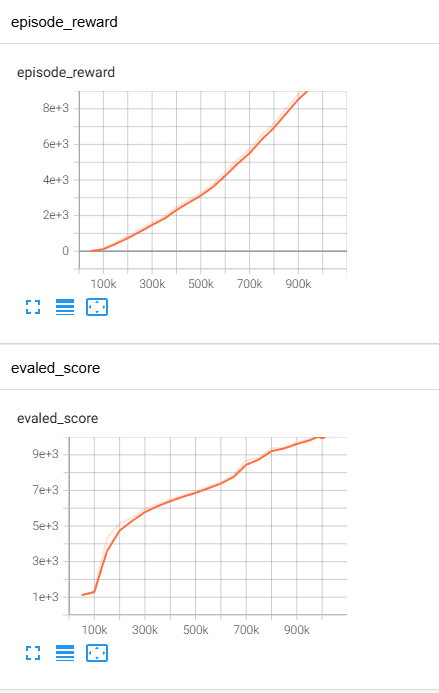 episode_reward
episode_reward
8e+3
6e+3
4e+3
2e+3
0
100k 300k 500k 700k 900k
evaled_score
evaled_score
9e+3
7e+3
5e+3
3e+3
1e+3
100k 300k 500k 700k 900k